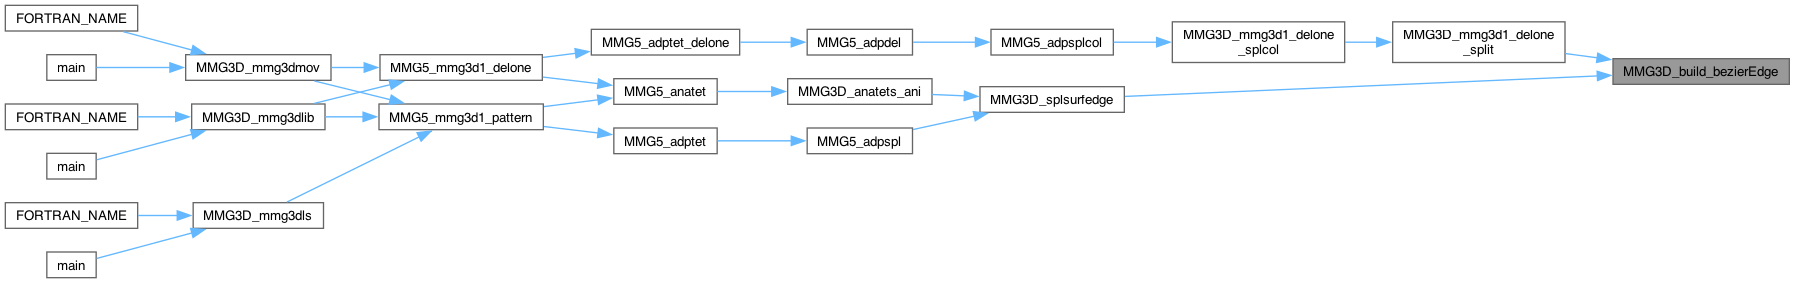 FORTRAN_NAME
main
MMG3D_mmg3dmov
FORTRAN_NAME
MMG3D_mmg3dlib
main
FORTRAN_NAME
MMG3D_mmg3dls
main
MMG5_mmg3d1_delone
MMG5_mmg3d1_pattern
MMG5_adptet_delone
MMG5_anatet
MMG5_adptet
MMG5_adpdel
MMG3D_anatets_ani
MMG5_adpspl
MMG5_adpsplcol
MMG3D_splsurfedge
MMG3D_mmg3d1_delone
_splcol
MMG3D_mmg3d1_delone
_split
MMG3D_build_bezierEdge